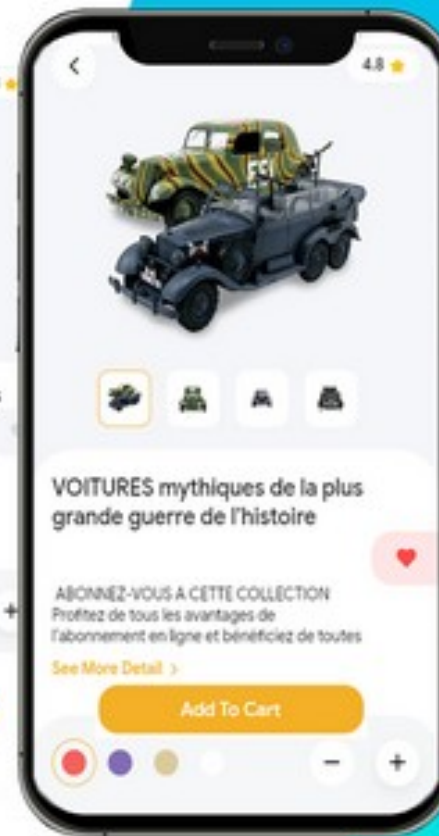 4.8
VOITURES mythiques de la plus
grande guerre de l'histoire
ABONNEZ-VOUS A CETTE COLLECTION
Profitez de tous les avantages de
l'abonnement en ligne et bénéficiez de toutes
See More Detail >
Add To Cart
− +